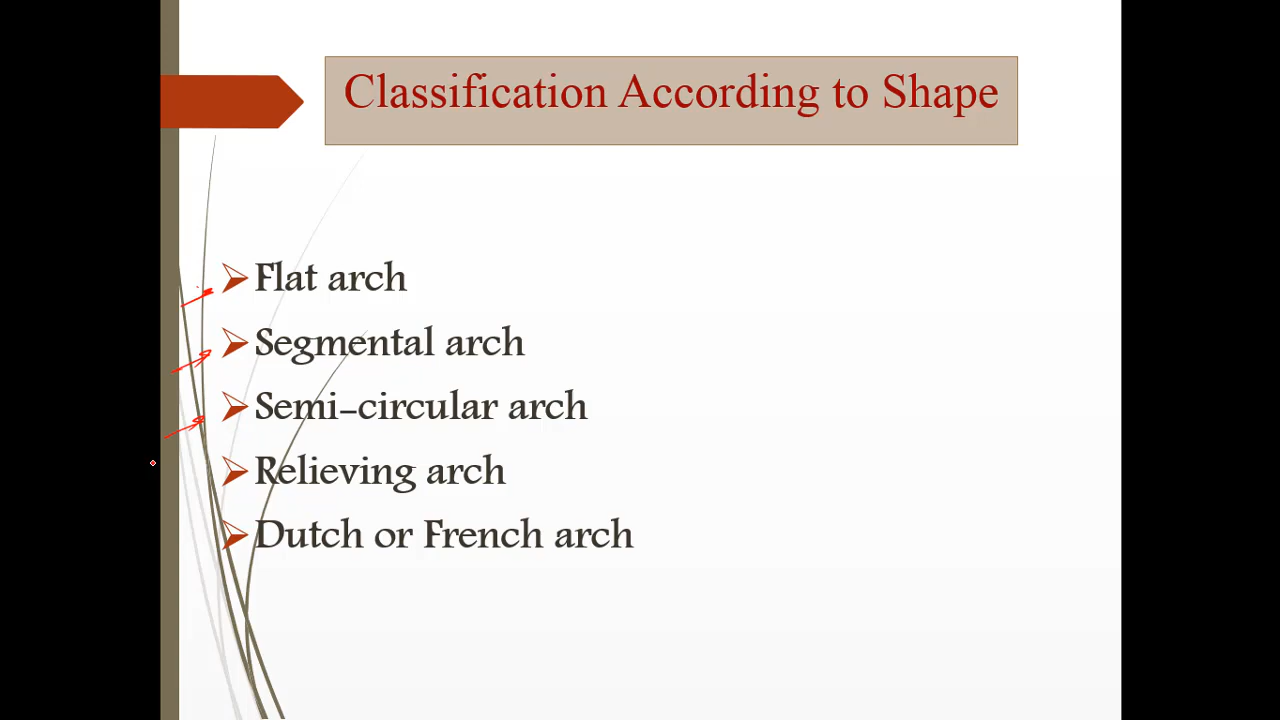 Classification According to Shape
Flat arch
Segmental arch
Semi-circular arch
Relieving arch
Dutch or French arch